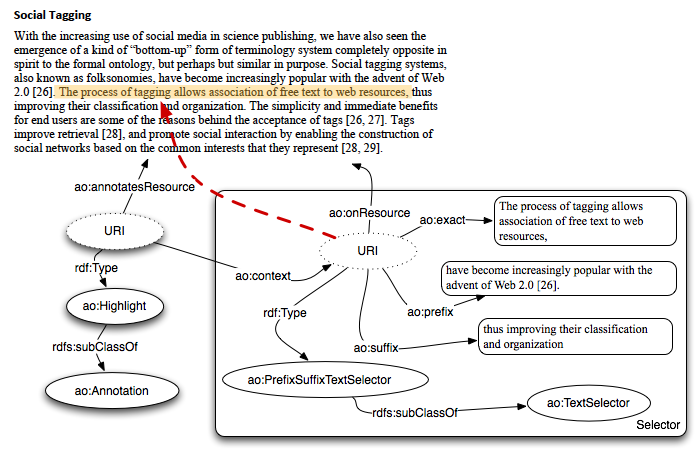 Social Tagging
With the increasing use of social media in science publishing, we have also seen the
emergence of a kind of “bottom-up” form of terminology system completely opposite in
spirit to the formal ontology, but perhaps but similar in purpose. Social tagging systems,
also known as folksonomies, have become increasingly popular with the advent of Web
2.0 [26]. The process of tagging allows association of free text to web resources, thus
improving their classification and organization. The simplicity and immediate benefits
for end users are some of the reasons behind the acceptance of tags [26, 27]. Tags
improve retrieval [28], and promote social interaction by enabling the construction of
social networks based on the common interests that they represent [28, 29].
ao:annotatesResource
ao:onResource
ao:exact
The process of tagging allows
association of free text to web
resources,
URI
URI
rdf:Type
ao:context
have become increasingly popular with the
advent of Web 2.0 [26].
ao:Highlight
rdf:Type
ao:prefix
rdfs:subClassOf
ao:suffix
thus improving their classification
and organization
ao:Annotation
ao:PrefixSuffixTextSelector
rdfs:subClassOf
ao:TextSelector
Selector